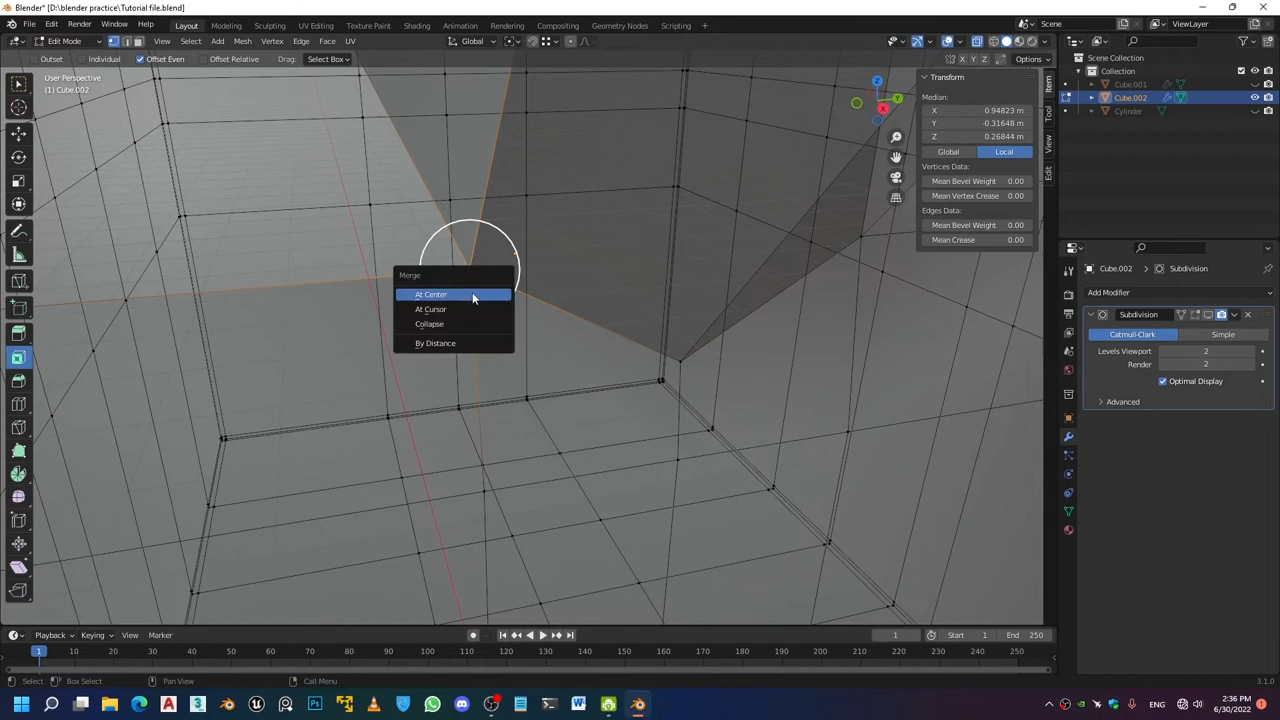 Blender* [D:\blender practice\Tutorial file.blend]
File Edit Render Window Help Layout Modeling Sculpting UV Editing Texture Paint Shading Animation Rendering Compositing Geometry Nodes Scripting + Scene ViewLayer
Edit Mode View Select Add Mesh Vertex Edge Face UV Global
Outset Individual Offset Even Offset Relative Drag: Select Box X Y Z Options
User Perspective
(1) Cube.002
Z
Y
X
Transform
Median:
X 0.94823 m
Y -0.31648 m
Z 0.26844 m
Global Local
Vertices Data:
Mean Bevel Weight 0.00
Mean Vertex Crease 0.00
Edges Data:
Mean Bevel Weight 0.00
Mean Crease 0.00
Item
Tool
View
Edit
Scene Collection
Collection
Cube.001
Cube.002
Cylinder
Cube.002 > Subdivision
Add Modifier
Subdivision
Catmull-Clark Simple
Levels Viewport 2
Render 2
Optimal Display
Advanced
Merge
At Center
At Cursor
Collapse
By Distance
Playback Keying View Marker 1 Start 1 End 250
1 10 20 30 40 50 60 70 80 90 100 110 120 130 140 150 160 170 180 190 200 210 220 230 240 250
Select Box Select Pan View Call Menu 3.1.0
ENG 2:36 PM
6/30/2022